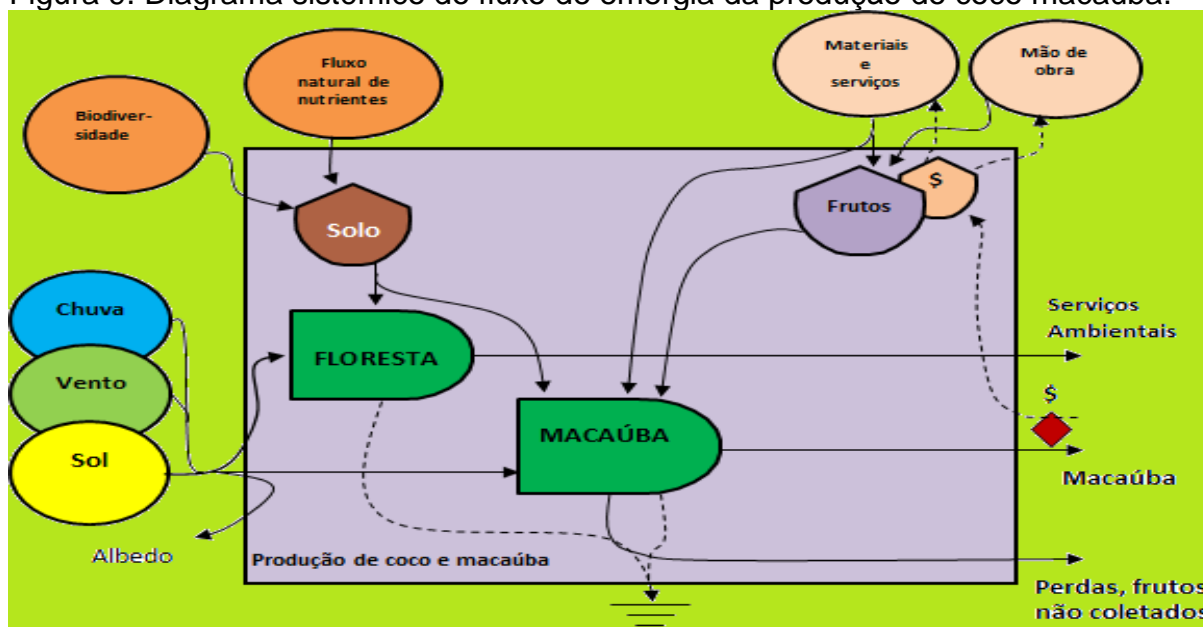 Figura Diagrama sistêmico do fluxo de emergia da produção de coco macaúba.
Materiais
e
serviços
Mão de
obra
Fluxo
natural de
nutrientes
Biodiver-
sidade
$
Frutos
Solo
Chuva
Serviços
Ambientais
FLORESTA
Vento
$
MACAÚBA
Sol
Macaúba
Albedo
Produção de coco e macaúba
Perdas, frutos
não coletados